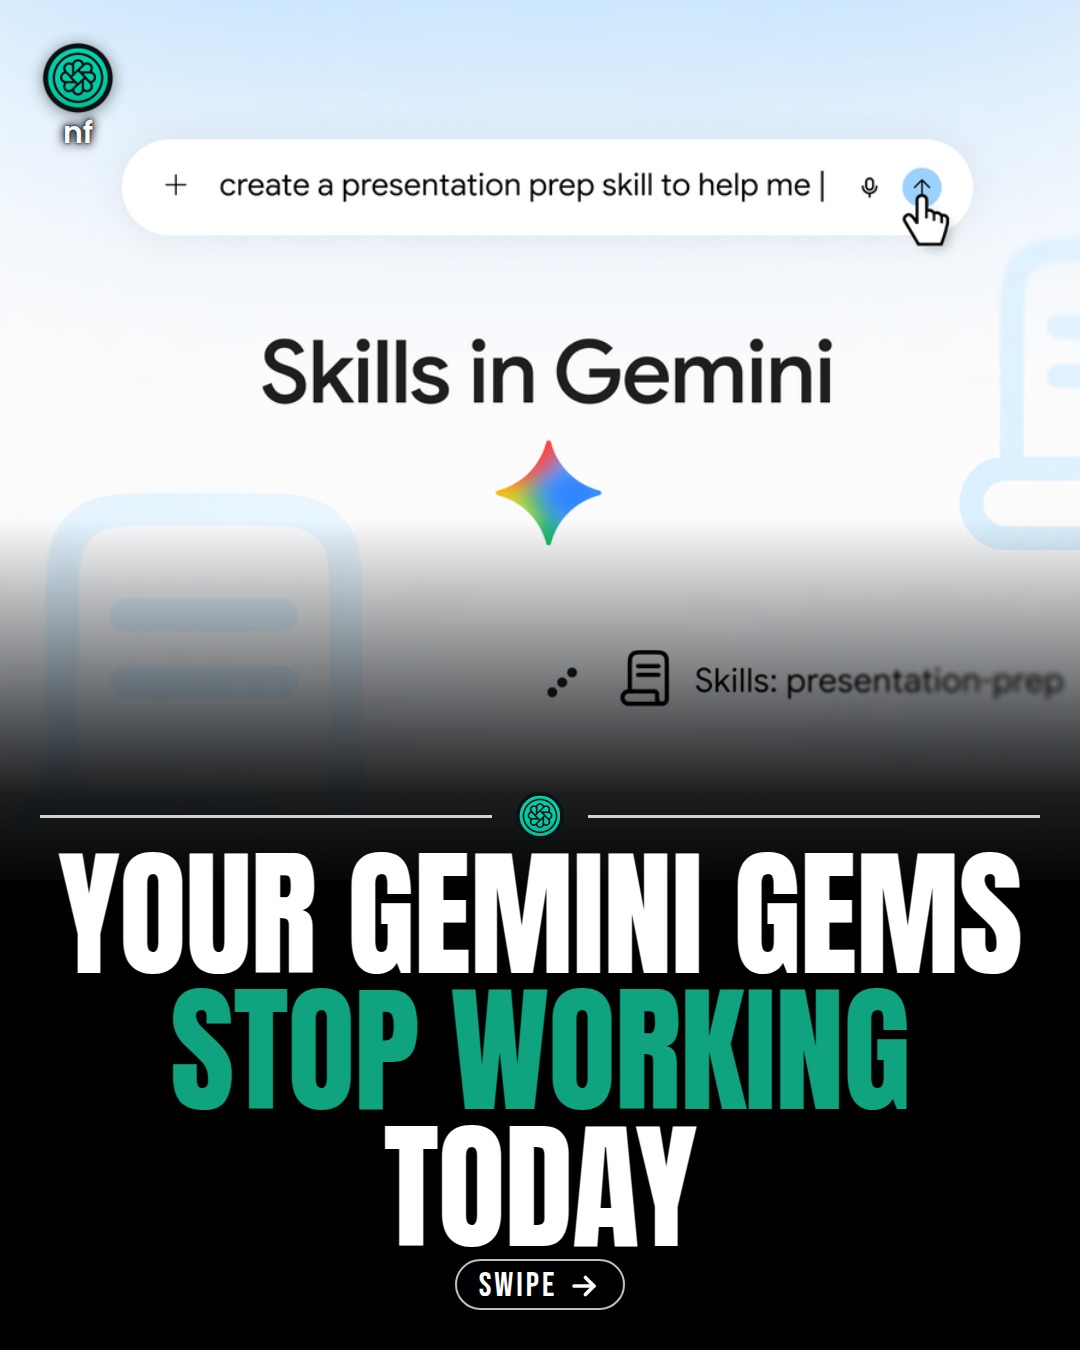 nf
create a presentation prep skill to help me
Skills in Gemini
Skills: presentation-prep
YOUR GEMINI GEMS
STOP WORKING
TODAY
SWIPE →